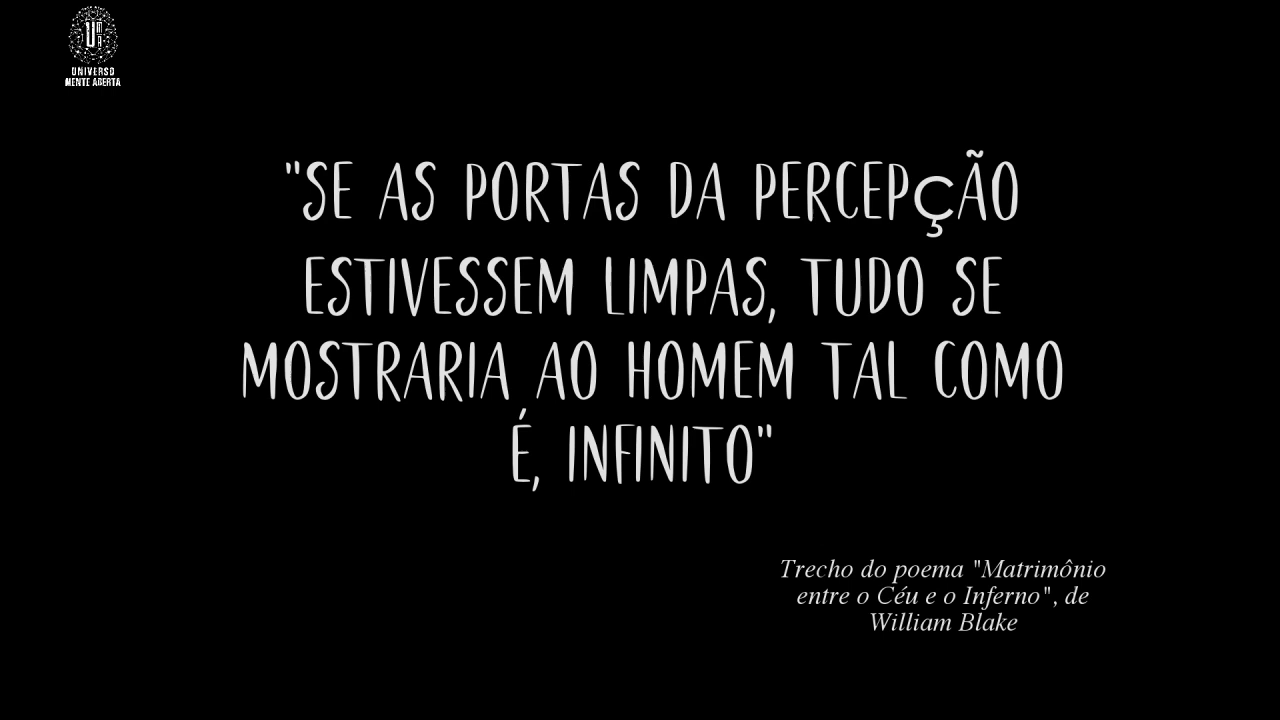 UMA
UNIVERSO
MENTE ABERTA
"SE AS PORTAS DA PERCEPÇÃO
ESTIVESSEM LIMPAS, TUDO SE
MOSTRARIA AO HOMEM TAL COMO
É, INFINITO"
Trecho do poema "Matrimônio
entre o Céu e o Inferno", de
William Blake